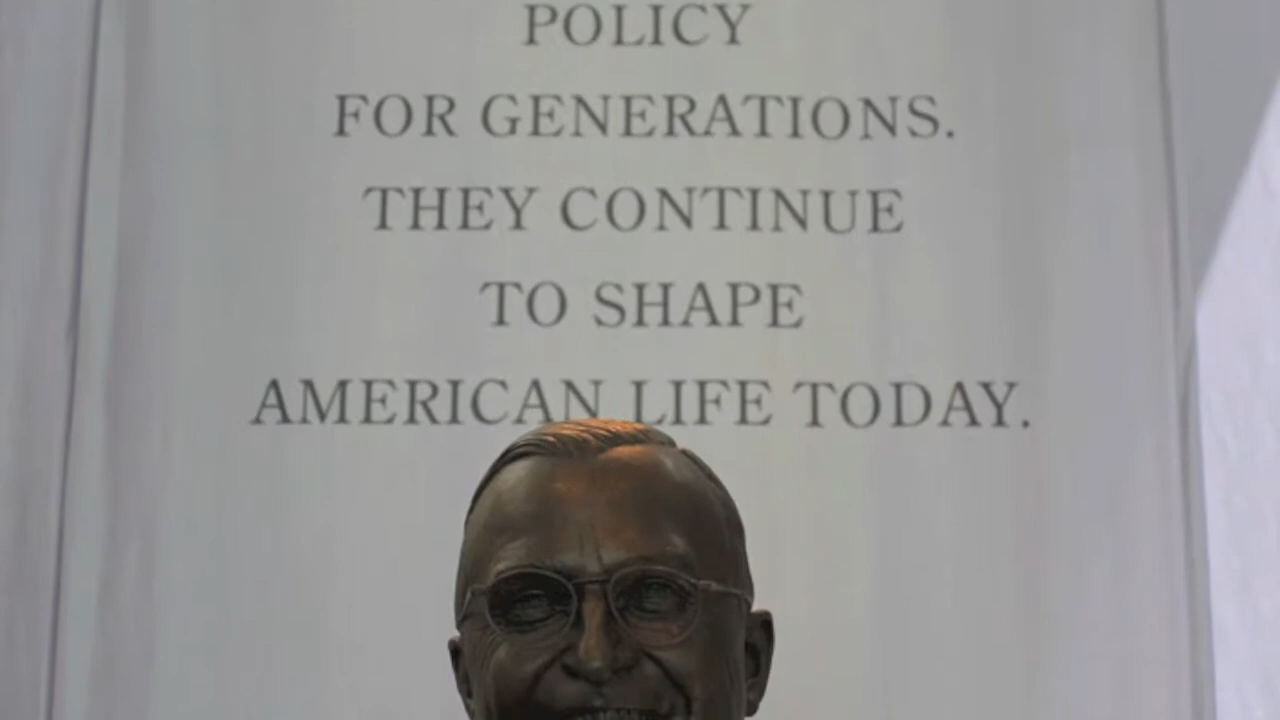 POLICY
FOR GENERATIONS.
THEY CONTINUE
TO SHAPE
AMERICAN LIFE TODAY.